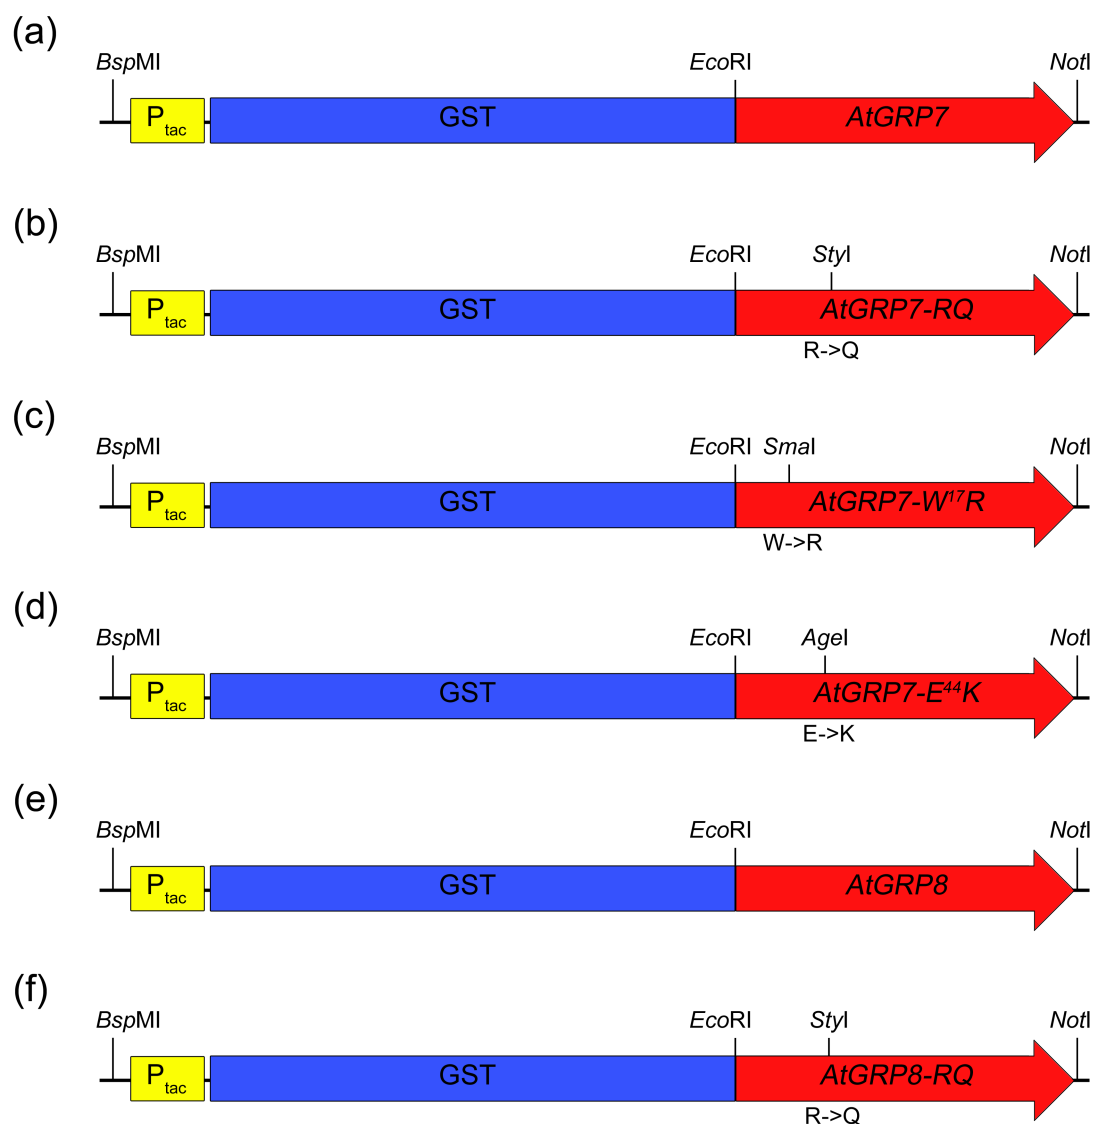 (a)
BspMI EcoRI NotI
Ptac GST AtGRP7
(b)
BspMI EcoRI StyI NotI
Ptac GST AtGRP7-RQ
R->Q
(c)
BspMI EcoRI SmaI NotI
Ptac GST AtGRP7-W¹⁷R
W->R
(d)
BspMI EcoRI AgeI NotI
Ptac GST AtGRP7-E⁴⁴K
E->K
(e)
BspMI EcoRI NotI
Ptac GST AtGRP8
(f)
BspMI EcoRI StyI NotI
Ptac GST AtGRP8-RQ
R->Q